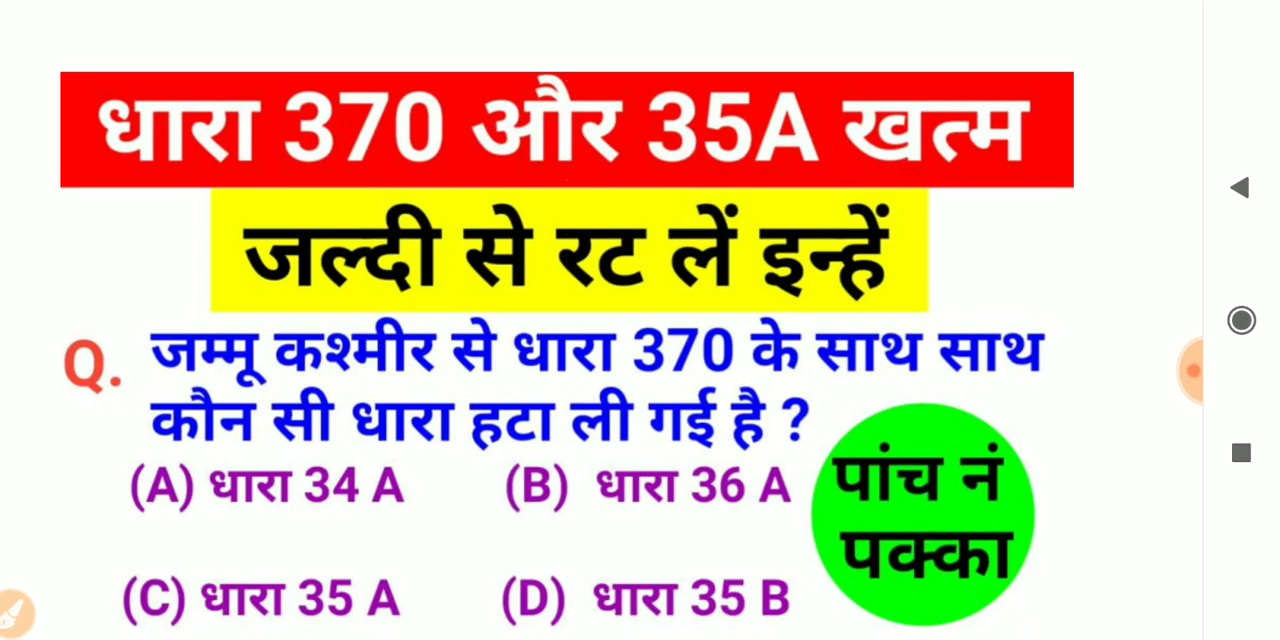 धारा 370 और 35A खत्म
जल्दी से रट लें इन्हें
Q. जम्मू कश्मीर से धारा 370 के साथ साथ
कौन सी धारा हटा ली गई है ?
(A) धारा 34 A (B) धारा 36 A
(C) धारा 35 A (D) धारा 35 B
पांच नं
पक्का